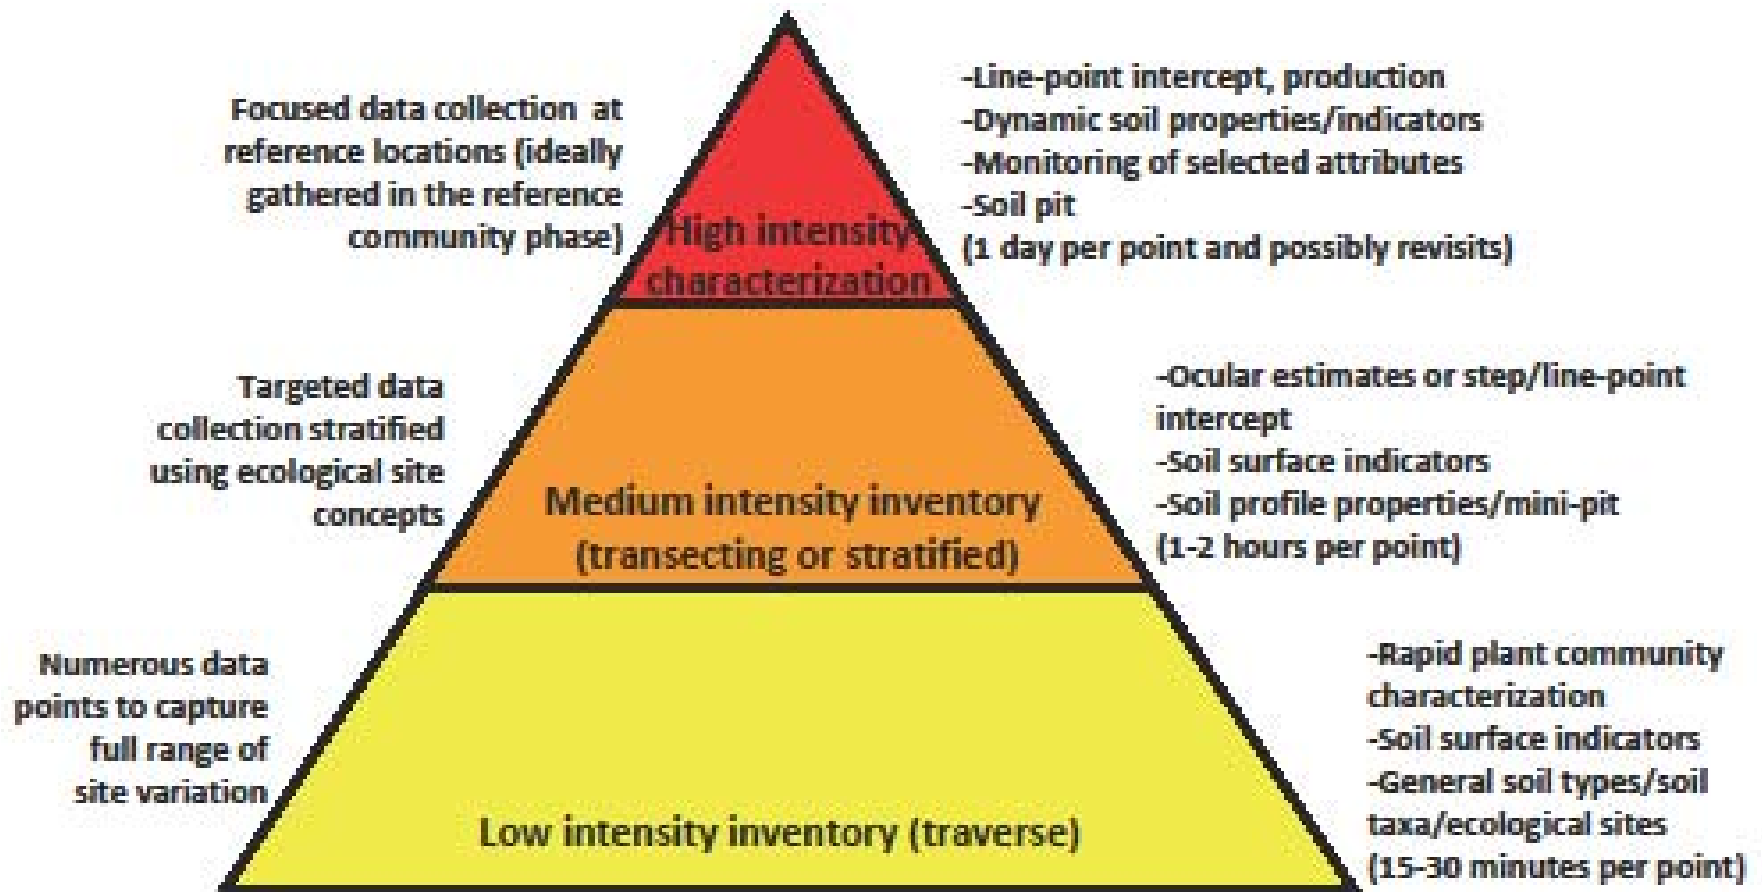 Focused data collection at
reference locations (ideally
gathered in the reference
community phase)
High intensity
characterization
-Line-point intercept, production
-Dynamic soil properties/indicators
-Monitoring of selected attributes
-Soil pit
(1 day per point and possibly revisits)
Targeted data
collection stratified
using ecological site
concepts
Medium intensity inventory
(transecting or stratified)
-Ocular estimates or step/line-point
intercept
-Soil surface indicators
-Soil profile properties/mini-pit
(1-2 hours per point)
Numerous data
points to capture
full range of
site variation
Low intensity inventory (traverse)
-Rapid plant community
characterization
-Soil surface indicators
-General soil types/soil
taxa/ecological sites
(15-30 minutes per point)